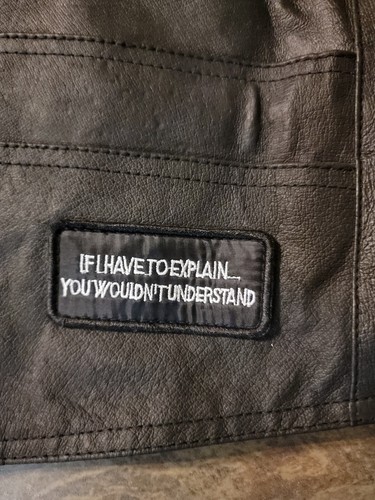 IF I HAVE TO EXPLAIN...
YOU WOULDN'T UNDERSTAND